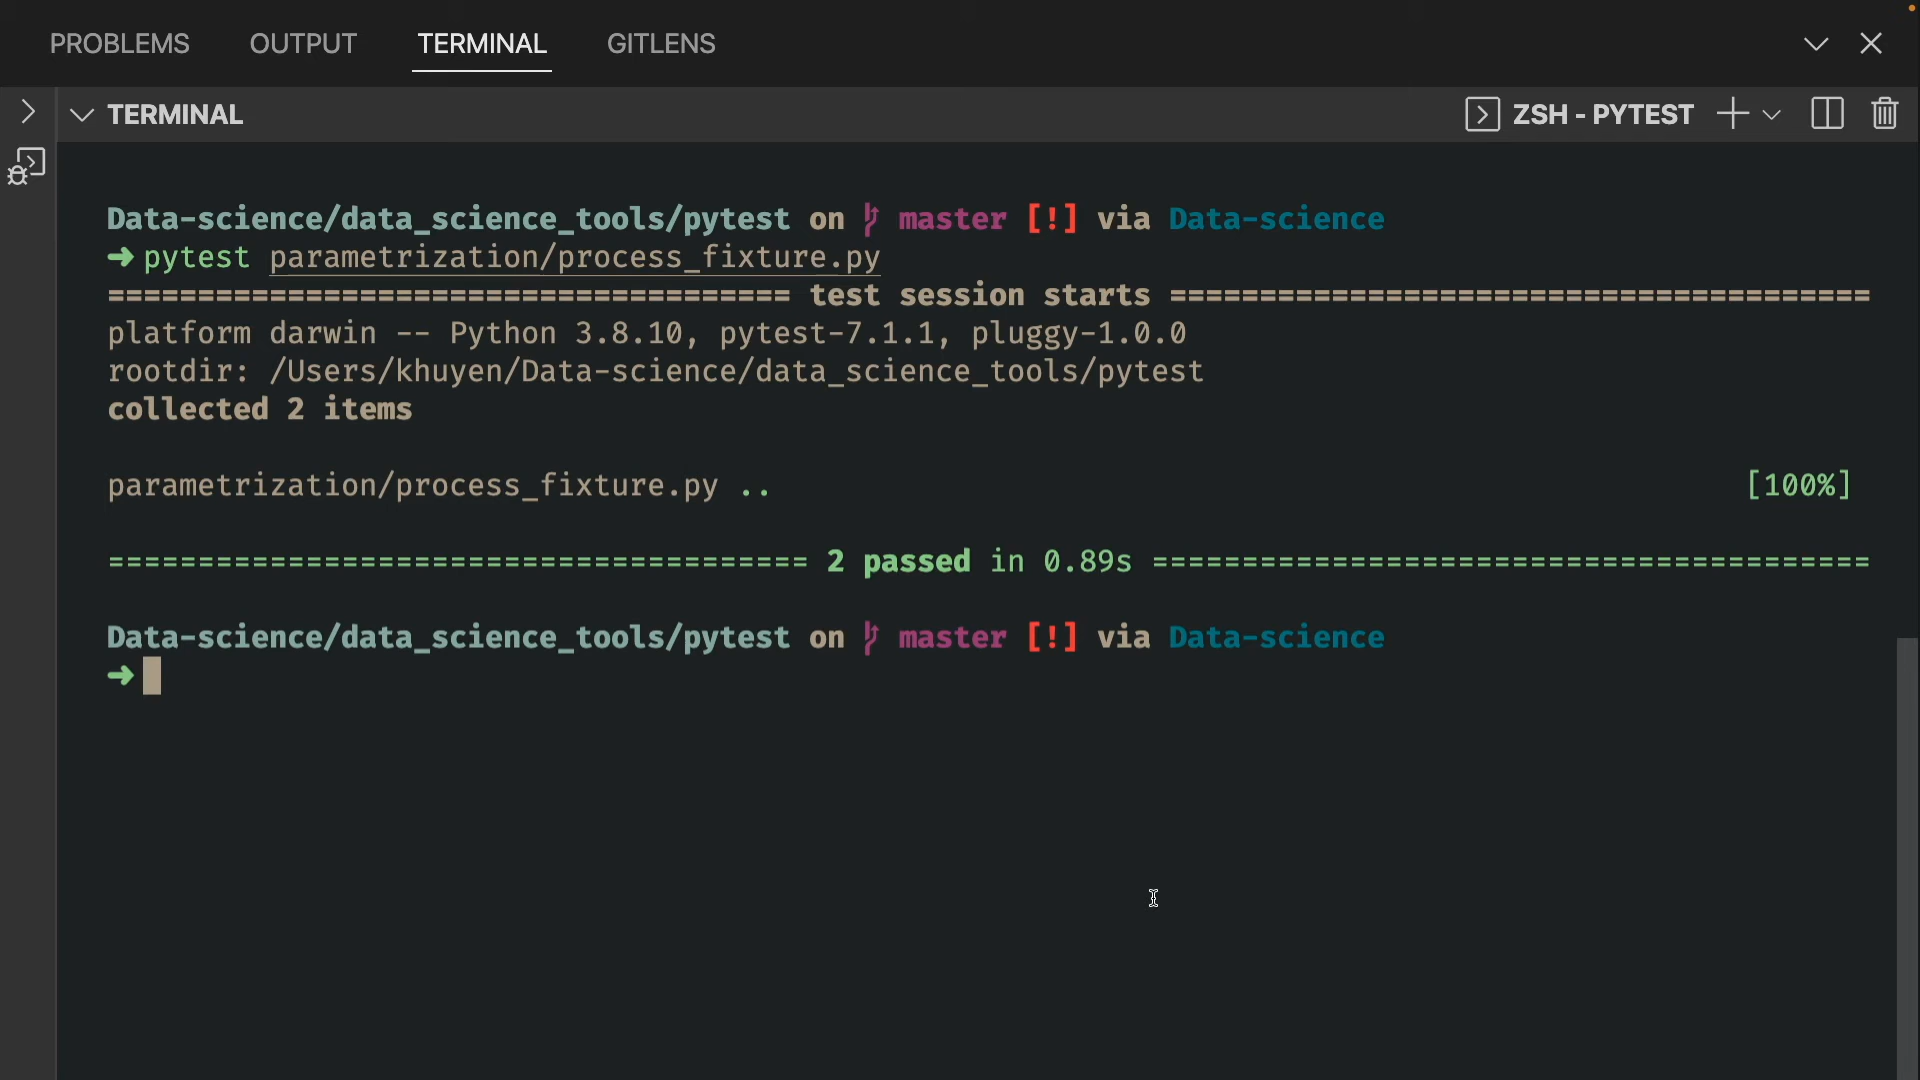 PROBLEMS OUTPUT TERMINAL GITLENS
TERMINAL ZSH - PYTEST
Data-science/data_science_tools/pytest on master [!] via Data-science
➜ pytest parametrization/process_fixture.py
====================================== test session starts =======================================
platform darwin -- Python 3.8.10, pytest-7.1.1, pluggy-1.0.0
rootdir: /Users/khuyen/Data-science/data_science_tools/pytest
collected 2 items
parametrization/process_fixture.py .. [100%]
======================================= 2 passed in 0.89s ========================================
Data-science/data_science_tools/pytest on master [!] via Data-science
➜